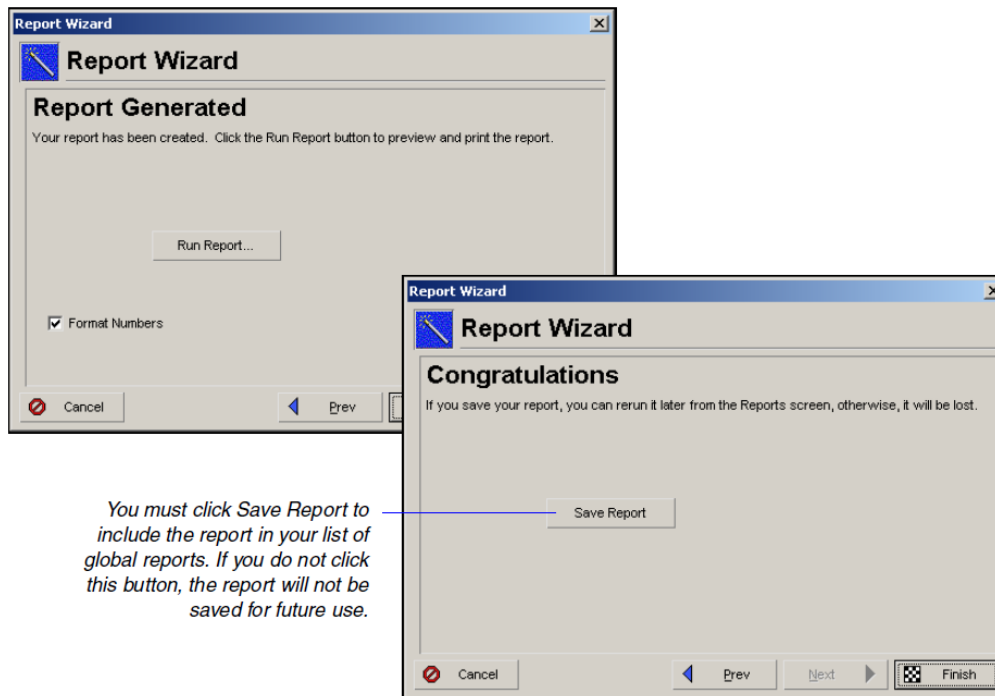 Report Wizard
Report Wizard
Report Generated
Your report has been created. Click the Run Report button to preview and print the report.
Run Report...
Format Numbers
Cancel
Prev
Report Wizard
Report Wizard
Congratulations
If you save your report, you can rerun it later from the Reports screen, otherwise, it will be lost.
Save Report
Cancel
Prev
Next
Finish
You must click Save Report to
include the report in your list of
global reports. If you do not click
this button, the report will not be
saved for future use.